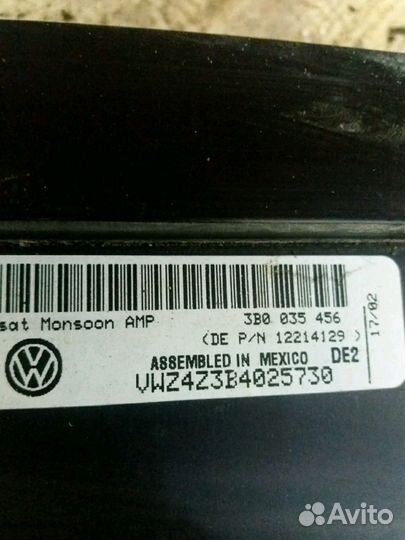 sat Monsoon AMP 3B0 035 456
(DE P/N 12214129 )
ASSEMBLED IN MEXICO DE2
VWZ4Z3B4025730
17/02
Avito